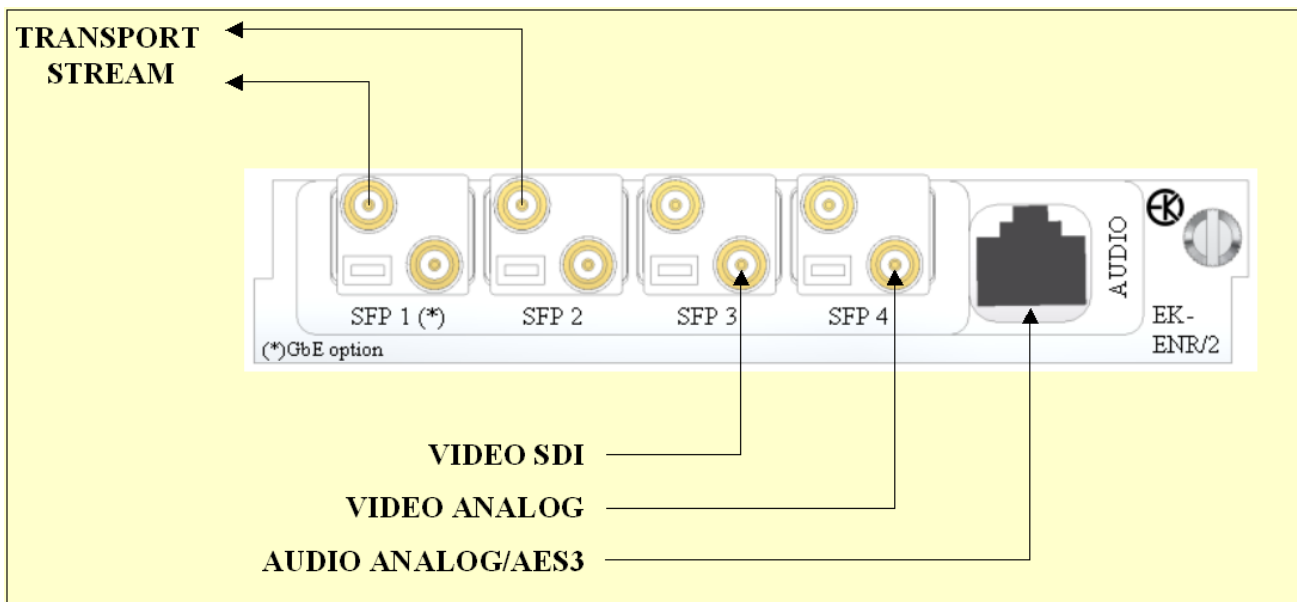 TRANSPORT
STREAM
SFP 1 (*)
SFP 2
SFP 3
SFP 4
AUDIO
EK
EK-
ENR/2
(*)GbE option
VIDEO SDI
VIDEO ANALOG
AUDIO ANALOG/AES3